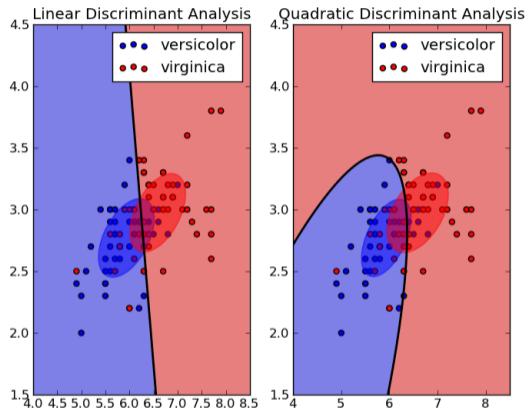 Linear Discriminant Analysis
versicolor
virginica
4.5
4.0
3.5
3.0
2.5
2.0
1.5
4.0 4.5 5.0 5.5 6.0 6.5 7.0 7.5 8.0 8.5
Quadratic Discriminant Analysis
versicolor
virginica
4.5
4.0
3.5
3.0
2.5
2.0
1.5
4 5 6 7 8